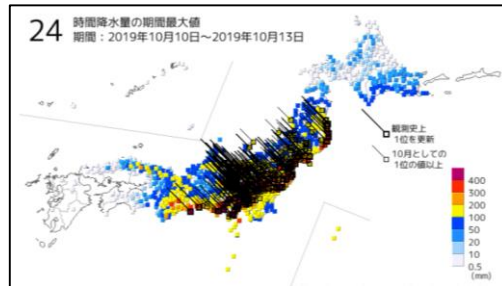 24 時間降水量の期間最大値
期間：2019年10月10日～2019年10月13日
観測史上
1位を更新
10月としての
1位の値以上
400
300
200
100
50
20
10
0.5
(mm)